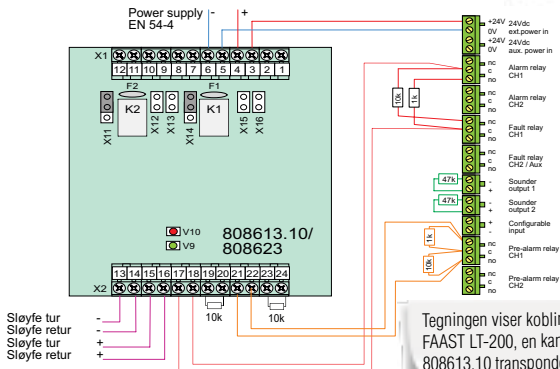 Power supply - +
EN 54-4
X1
12 11 10 9 8 7 6 5 4 3 2 1
F2
F1
K2
K1
X11
X12
X13
X14
X15
X16
V10
V9
808613.10/
808623
13 14 15 16 17 18 19 20 21 22 23 24
X2
10k
10k
Sløyfe tur -
Sløyfe retur -
Sløyfe tur +
Sløyfe retur +
+24V 24Vdc
0V ext.power in
+24V 24Vdc
0V aux. power in
nc
c
no
Alarm relay
CH1
10k
1k
nc
c
no
Alarm relay
CH2
nc
c
no
Fault relay
CH1
nc
c
no
Fault relay
CH2 / Aux
47k
-
+
Sounder
output 1
47k
-
+
Sounder
output 2
+
-
Configurable
input
1k
nc
c
no
Pre-alarm relay
CH1
10k
nc
c
no
Pre-alarm relay
CH2
Tegningen viser
FAAST LT-200, en
808613.10